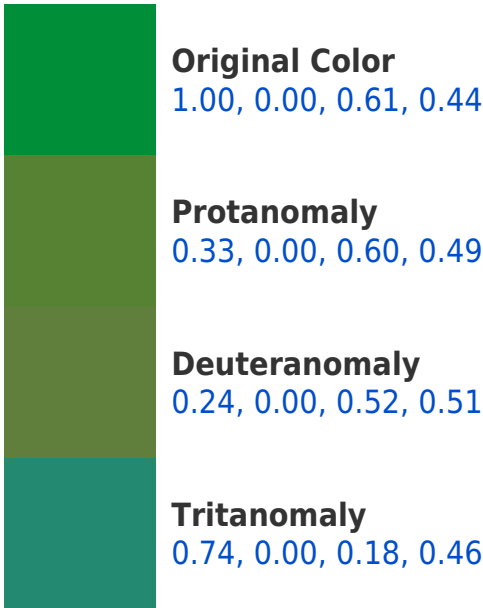 Original Color
1.00, 0.00, 0.61, 0.44
Protanomaly
0.33, 0.00, 0.60, 0.49
Deuteranomaly
0.24, 0.00, 0.52, 0.51
Tritanomaly
0.74, 0.00, 0.18, 0.46